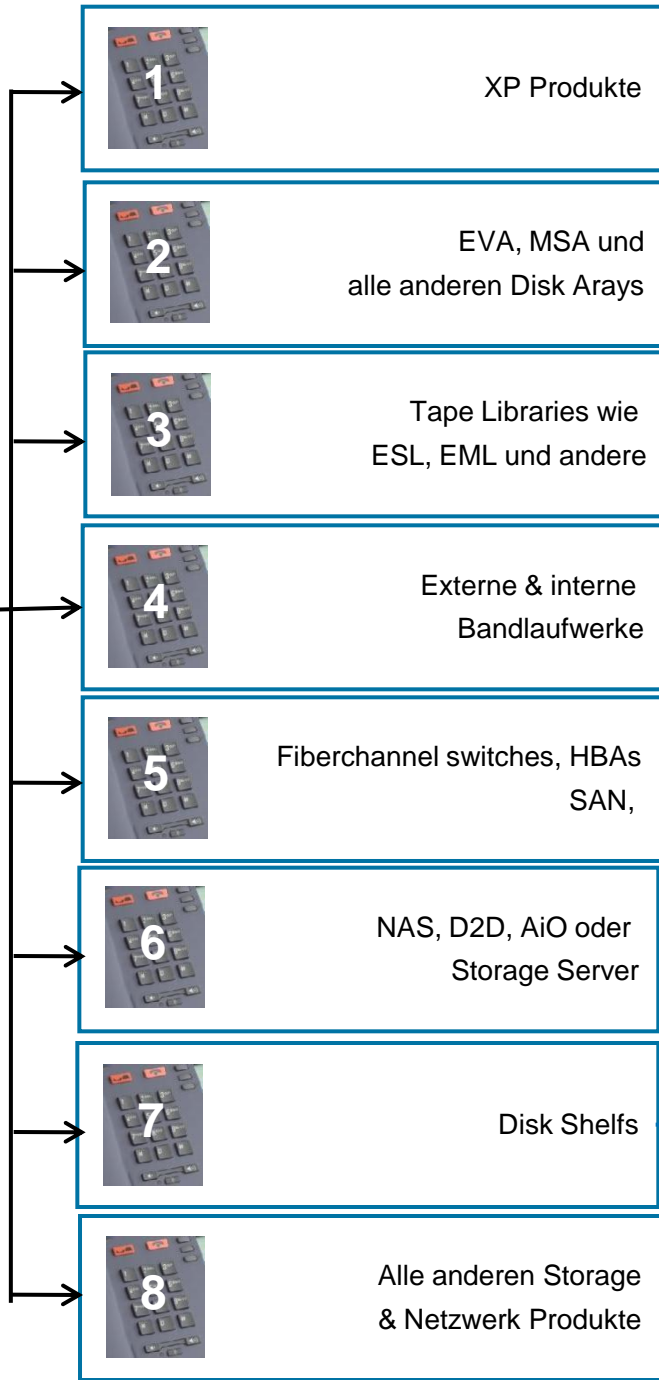 1
XP Produkte
2
EVA, MSA und
alle anderen Disk Arays
3
Tape Libraries wie
ESL, EML und andere
4
Externe & interne
Bandlaufwerke
5
Fiberchannel switches, HBAs
SAN,
6
NAS, D2D, AiO oder
Storage Server
7
Disk Shelfs
8
Alle anderen Storage
& Netzwerk Produkte